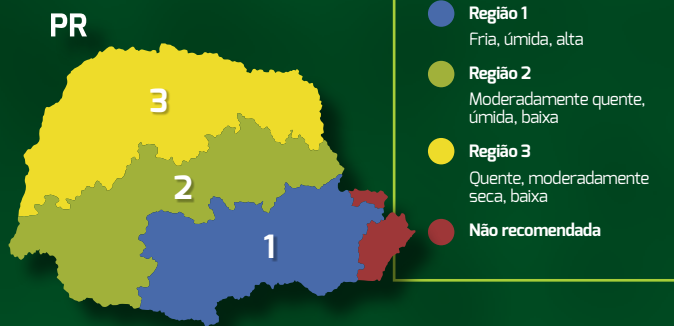 PR
3
2
1
Região 1
Fria, úmida, alta
Região 2
Moderadamente quente,
úmida, baixa
Região 3
Quente, moderadamente
seca, baixa
Não recomendada